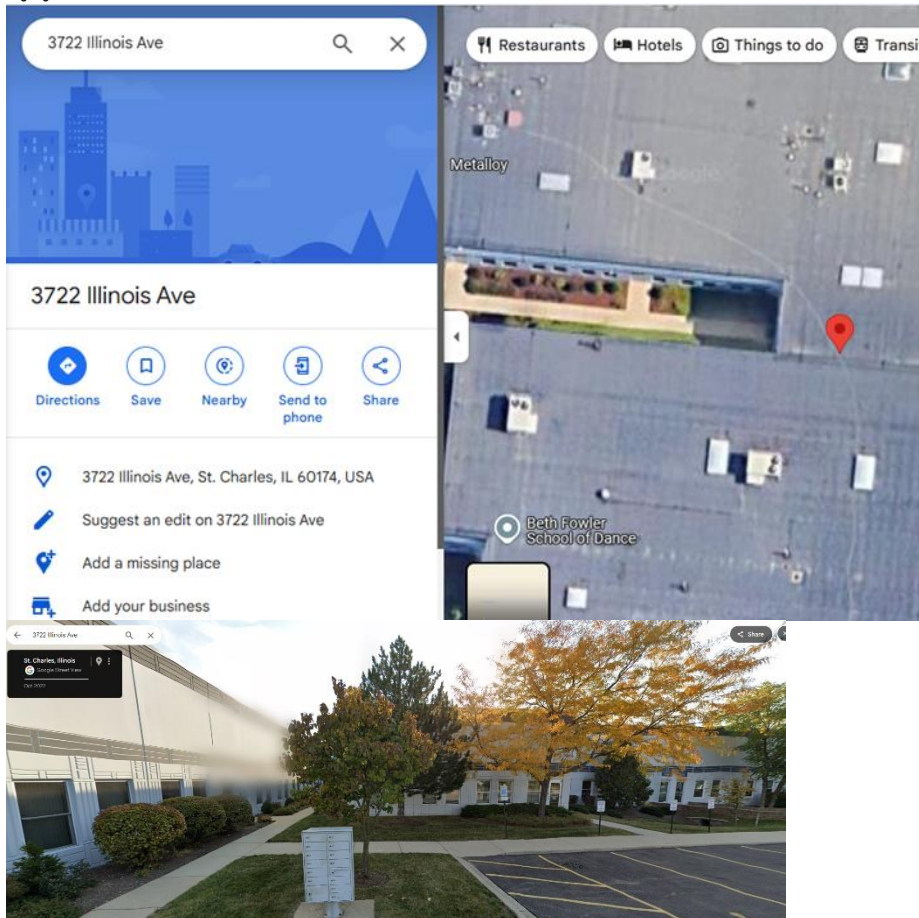 3722 Illinois Ave
Restaurants
Hotels
Things to do
Transi
Metalloy
Google
3722 Illinois Ave
Directions
Save
Nearby
Send to
phone
Share
3722 Illinois Ave, St. Charles, IL 60174, USA
Suggest an edit on 3722 Illinois Ave
Add a missing place
Add your business
Beth Fowler
School of Dance
3722 Illinois Ave
Share
St. Charles, Illinois
Google Street View